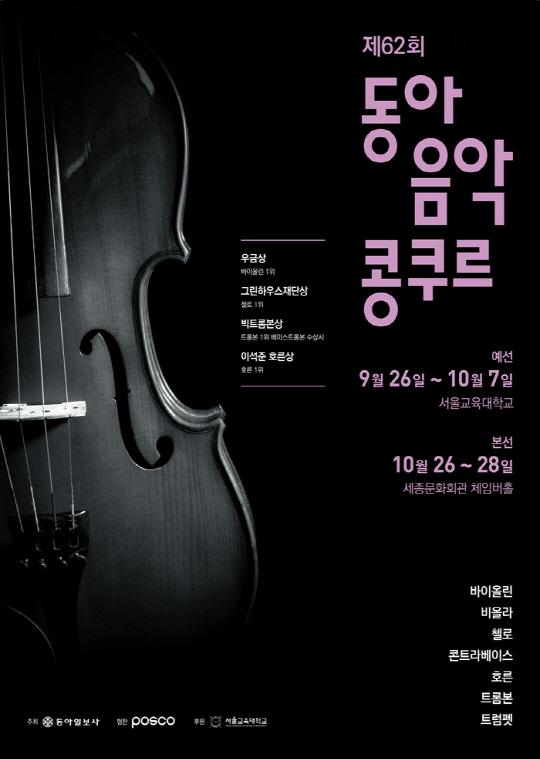 제62회
동아
음악
콩쿠르
우금상
바이올린 1위
그린하우스재단상
첼로 1위
빅트롬본상
트롬본 1위 베이스트롬본 수상시
이석준 호른상
호른 1위
예선
9월 26일 ~ 10월 7일
서울교육대학교
본선
10월 26 ~ 28일
세종문화회관 체임버홀
바이올린
비올라
첼로
콘트라베이스
호른
트롬본
트럼펫
주최 동아일보사 협찬 posco 후원 서울교육대학교